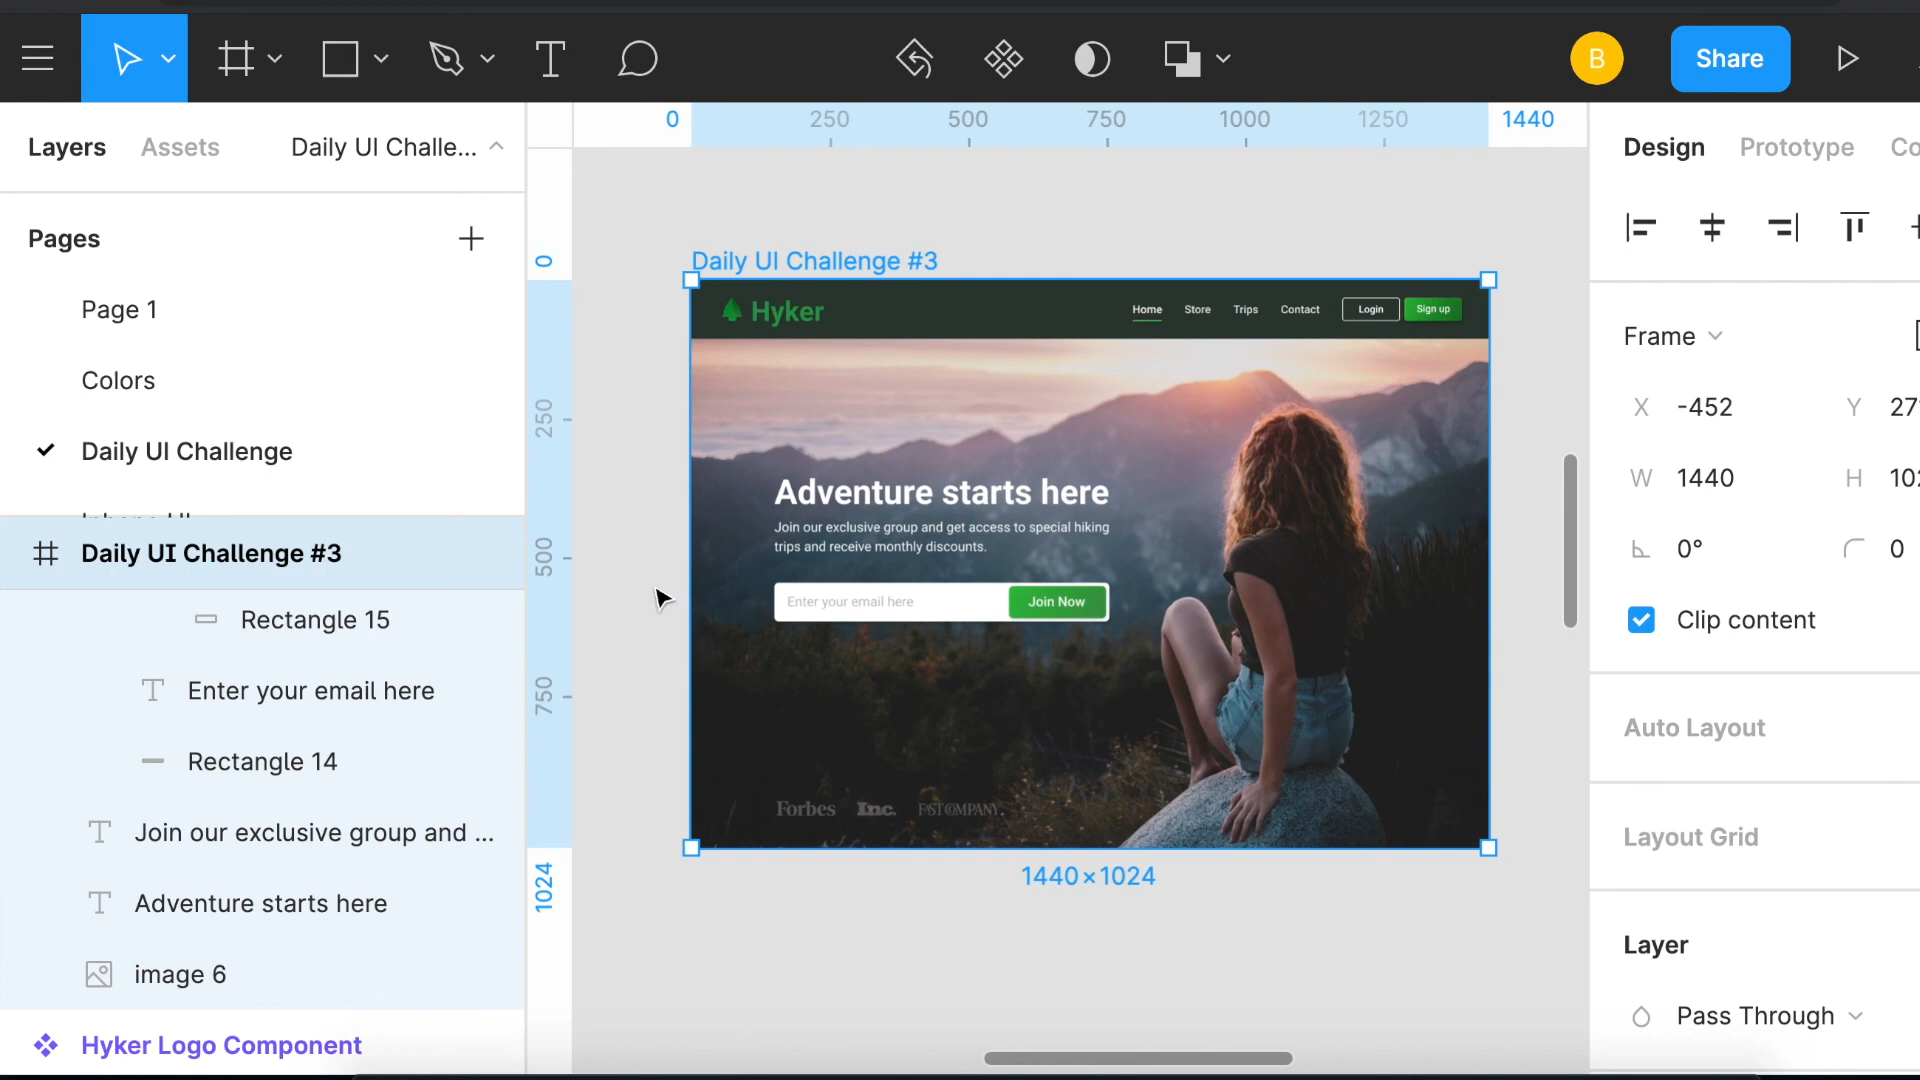 B
Share
Layers
Assets
Daily UI Challe...
0
250
500
750
1000
1250
1440
Design
Prototype
Co
Pages
Page 1
Colors
Daily UI Challenge
Daily UI Challenge #3
Rectangle 15
Enter your email here
Rectangle 14
Join our exclusive group and ...
Adventure starts here
image 6
Hyker Logo Component
0
250
500
750
1024
Daily UI Challenge #3
Hyker
Home
Store
Trips
Contact
Login
Sign up
Adventure starts here
Join our exclusive group and get access to special hiking
trips and receive monthly discounts.
Enter your email here
Join Now
Forbes
Inc.
FAST COMPANY.
1440×1024
Frame
X -452
Y 27
W 1440
H 102
0°
0
Clip content
Auto Layout
Layout Grid
Layer
Pass Through